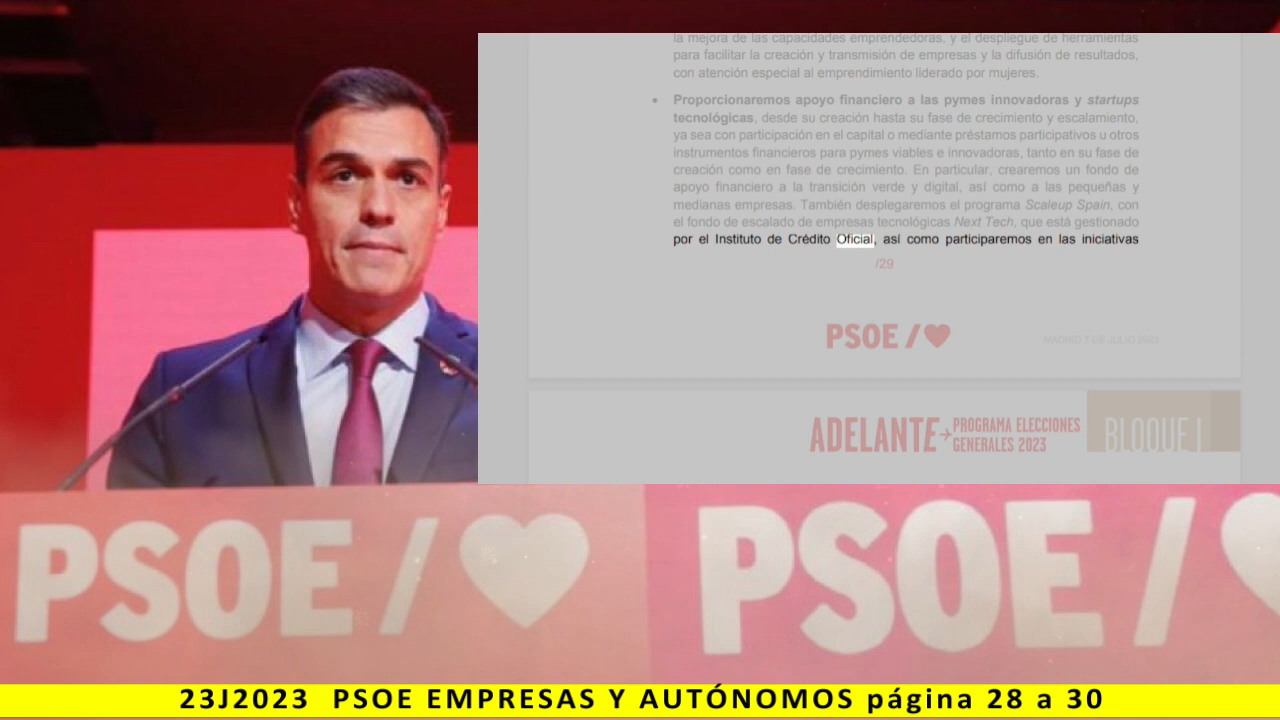 la mejora de las capacidades emprendedoras, y el despliegue de herramientas
para facilitar la creación y transmisión de empresas y la difusión de resultados,
con atención especial al emprendimiento liderado por mujeres.
• Proporcionaremos apoyo financiero a las pymes innovadoras y startups
tecnológicas, desde su creación hasta su fase de crecimiento y escalamiento,
ya sea con participación en el capital o mediante préstamos participativos u otros
instrumentos financieros para pymes viables e innovadoras, tanto en su fase de
creación como en fase de crecimiento. En particular, crearemos un fondo de
apoyo financiero a la transición verde y digital, así como a las pequeñas y
medianas empresas. También desplegaremos el programa Scaleup Spain, con
el fondo de escalado de empresas tecnológicas Next Tech, que está gestionado
por el Instituto de Crédito Oficial, así como participaremos en las iniciativas
/29
PSOE /
MADRID 7 DE JULIO 2023
ADELANTE PROGRAMA ELECCIONES
GENERALES 2023
BLOQUE I
PSOE / PSOE /
23J2023 PSOE EMPRESAS Y AUTÓNOMOS página 28 a 30